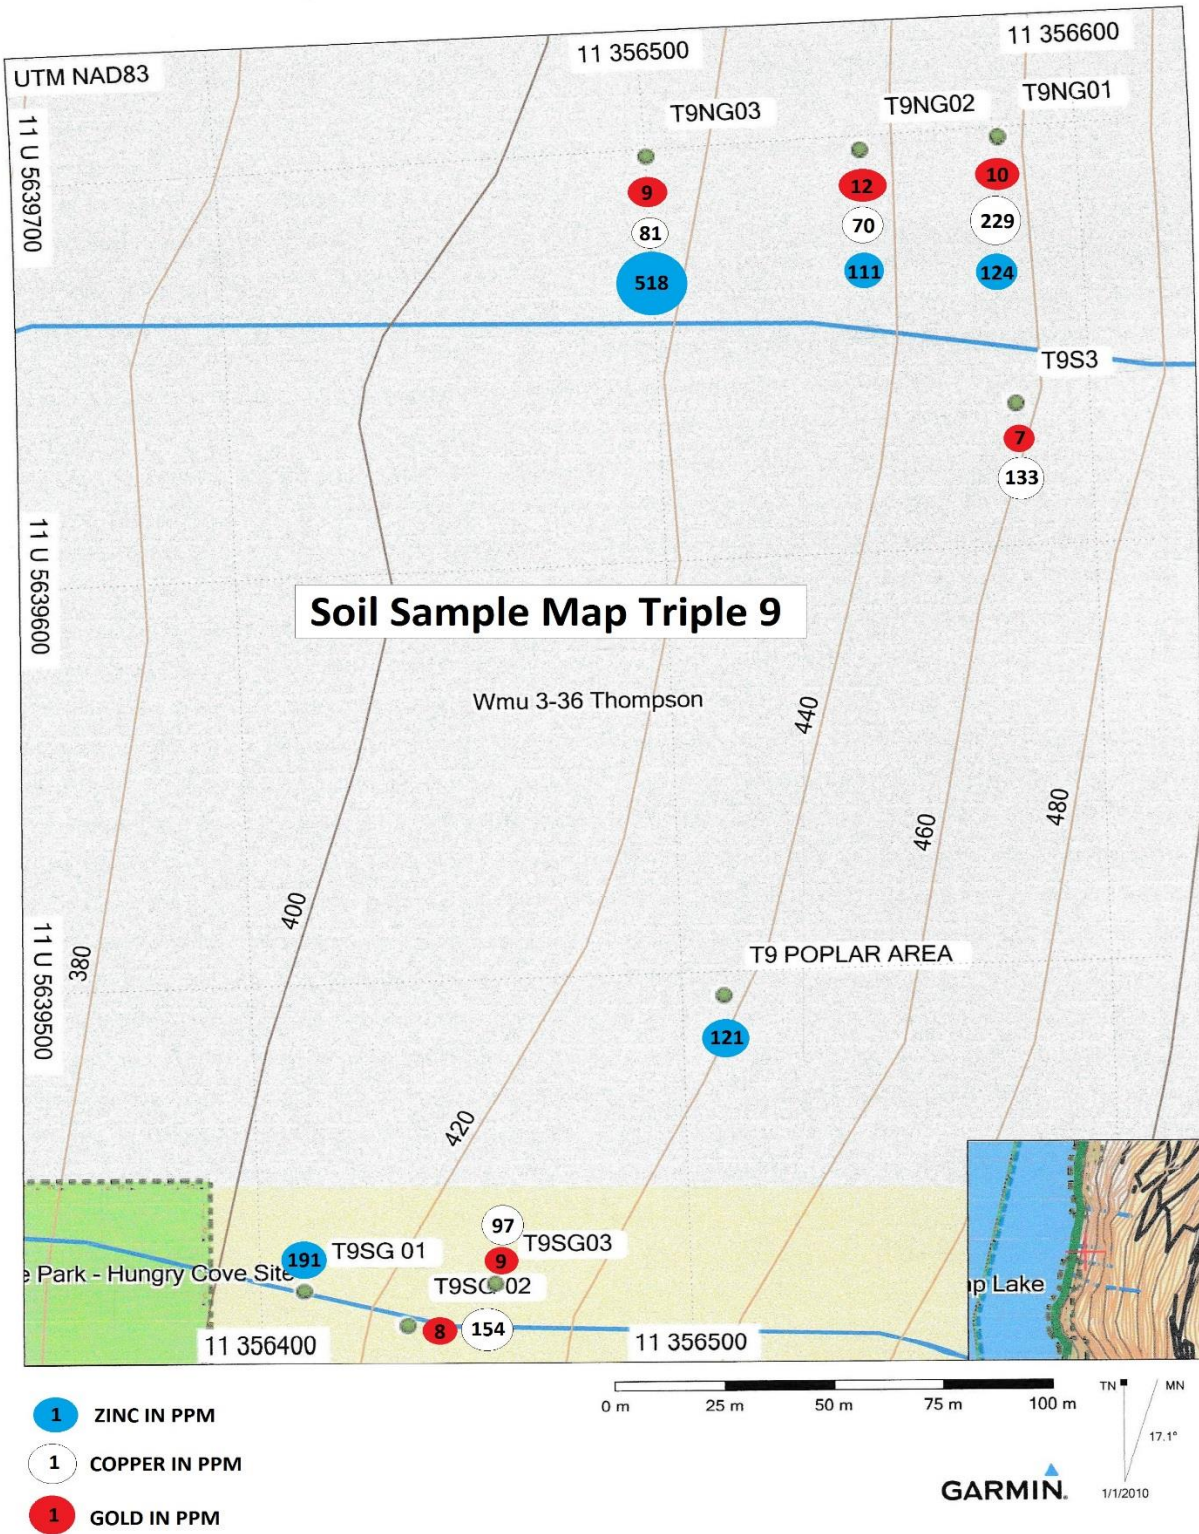 11 356500
11 356600
UTM NAD83
T9NG03
T9NG02
T9NG01
11 U 5639700
9
12
10
81
70
229
518
111
124
T9S3
7
133
11 U 5639600
Soil Sample Map Triple 9
Wmu 3-36 Thompson
440
460
480
400
380
11 U 5639500
T9 POPLAR AREA
121
420
97
191
T9SG 01
9
T9SG03
e Park - Hungry Cove Site
T9SG 02
8
154
11 356400
11 356500
mp Lake
1 ZINC IN PPM
1 COPPER IN PPM
1 GOLD IN PPM
0 m 25 m 50 m 75 m 100 m
TN MN
17.1°
GARMIN.
1/1/2010